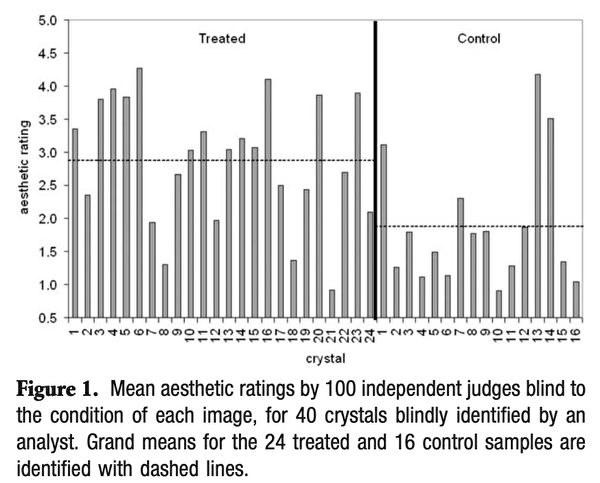 5.0
4.5
4.0
3.5
3.0
2.5
2.0
1.5
1.0
0.5
aesthetic rating
Treated
Control
1 2 3 4 5 6 7 8 9 10 11 12 13 14 15 16 17 18 19 20 21 22 23 24 1 2 3 4 5 6 7 8 9 10 11 12 13 14 15 16
crystal
Figure 1. Mean aesthetic ratings by 100 independent judges blind to
the condition of each image, for 40 crystals blindly identified by an
analyst. Grand means for the 24 treated and 16 control samples are
identified with dashed lines.